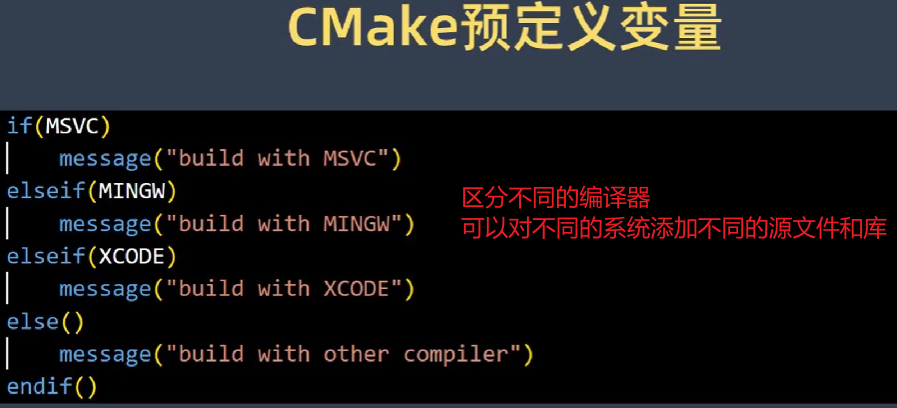 CMake预定义变量
if(MSVC)
    message("build with MSVC")
elseif(MINGW)
    message("build with MINGW")
elseif(XCODE)
    message("build with XCODE")
else()
    message("build with other compiler")
endif()
区分不同的编译器
可以对不同的系统添加不同的源文件和库